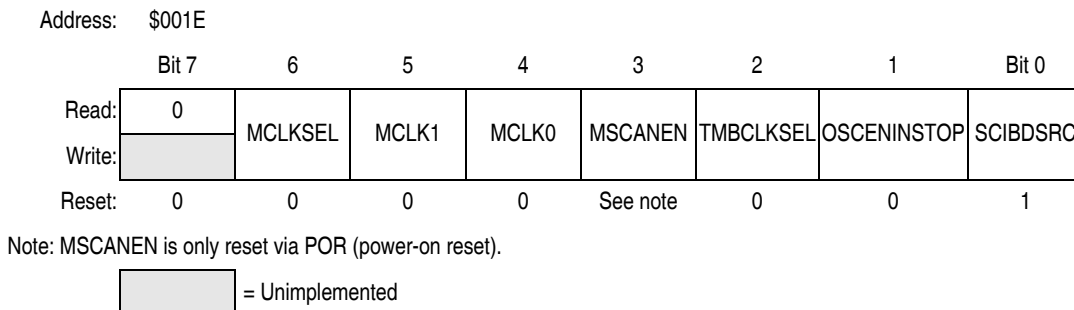 Address: $001E
Bit 7 6 5 4 3 2 1 Bit 0
Read: 0 MCLKSEL MCLK1 MCLK0 MSCANEN TMBCLKSEL OSCENINSTOP SCIBDSRC
Write:
Reset: 0 0 0 0 See note 0 0 1
Note: MSCANEN is only reset via POR (power-on reset).
= Unimplemented